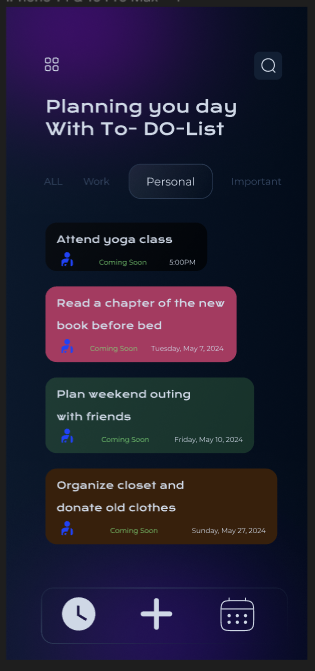 Planning you day
With To- DO-List
ALL Work Personal Important
Attend yoga class
Coming Soon 5:00PM
Read a chapter of the new
book before bed
Coming Soon Tuesday, May 7, 2024
Plan weekend outing
with friends
Coming Soon Friday, May 10, 2024
Organize closet and
donate old clothes
Coming Soon Sunday, May 27, 2024